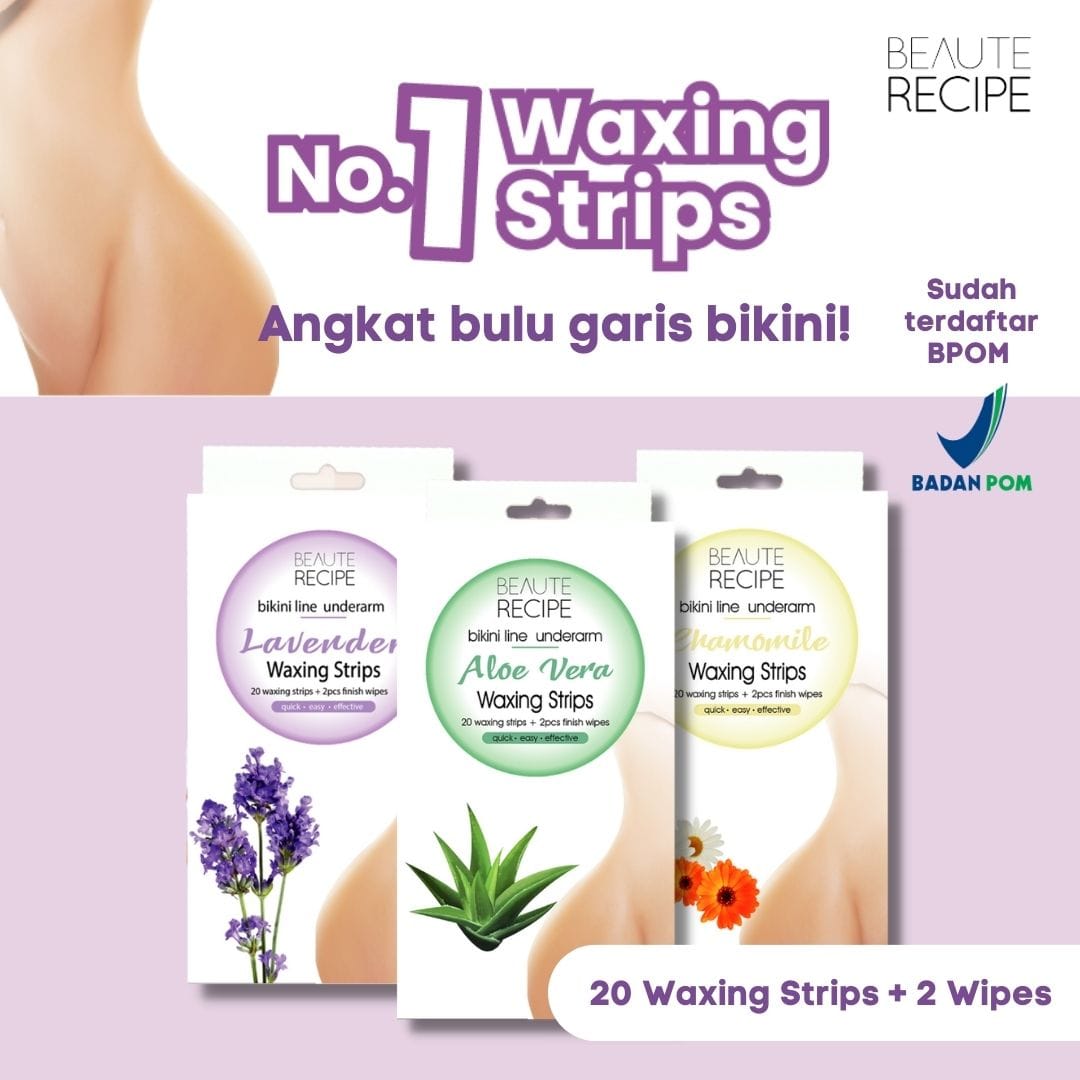 BEAUTE
RECIPE
No.1 Waxing
Strips
Angkat bulu garis bikini!
Sudah
terdaftar
BPOM
BADAN POM
BEAUTE
RECIPE
bikini line underarm
Lavender
Waxing Strips
20 waxing strips + 2pcs finish wipes
quick • easy • effective
BEAUTE
RECIPE
bikini line underarm
Aloe Vera
Waxing Strips
20 waxing strips + 2pcs finish wipes
quick • easy • effective
BEAUTE
RECIPE
bikini line underarm
Chamomile
Waxing Strips
20 waxing strips + 2pcs finish wipes
quick • easy • effective
20 Waxing Strips + 2 Wipes